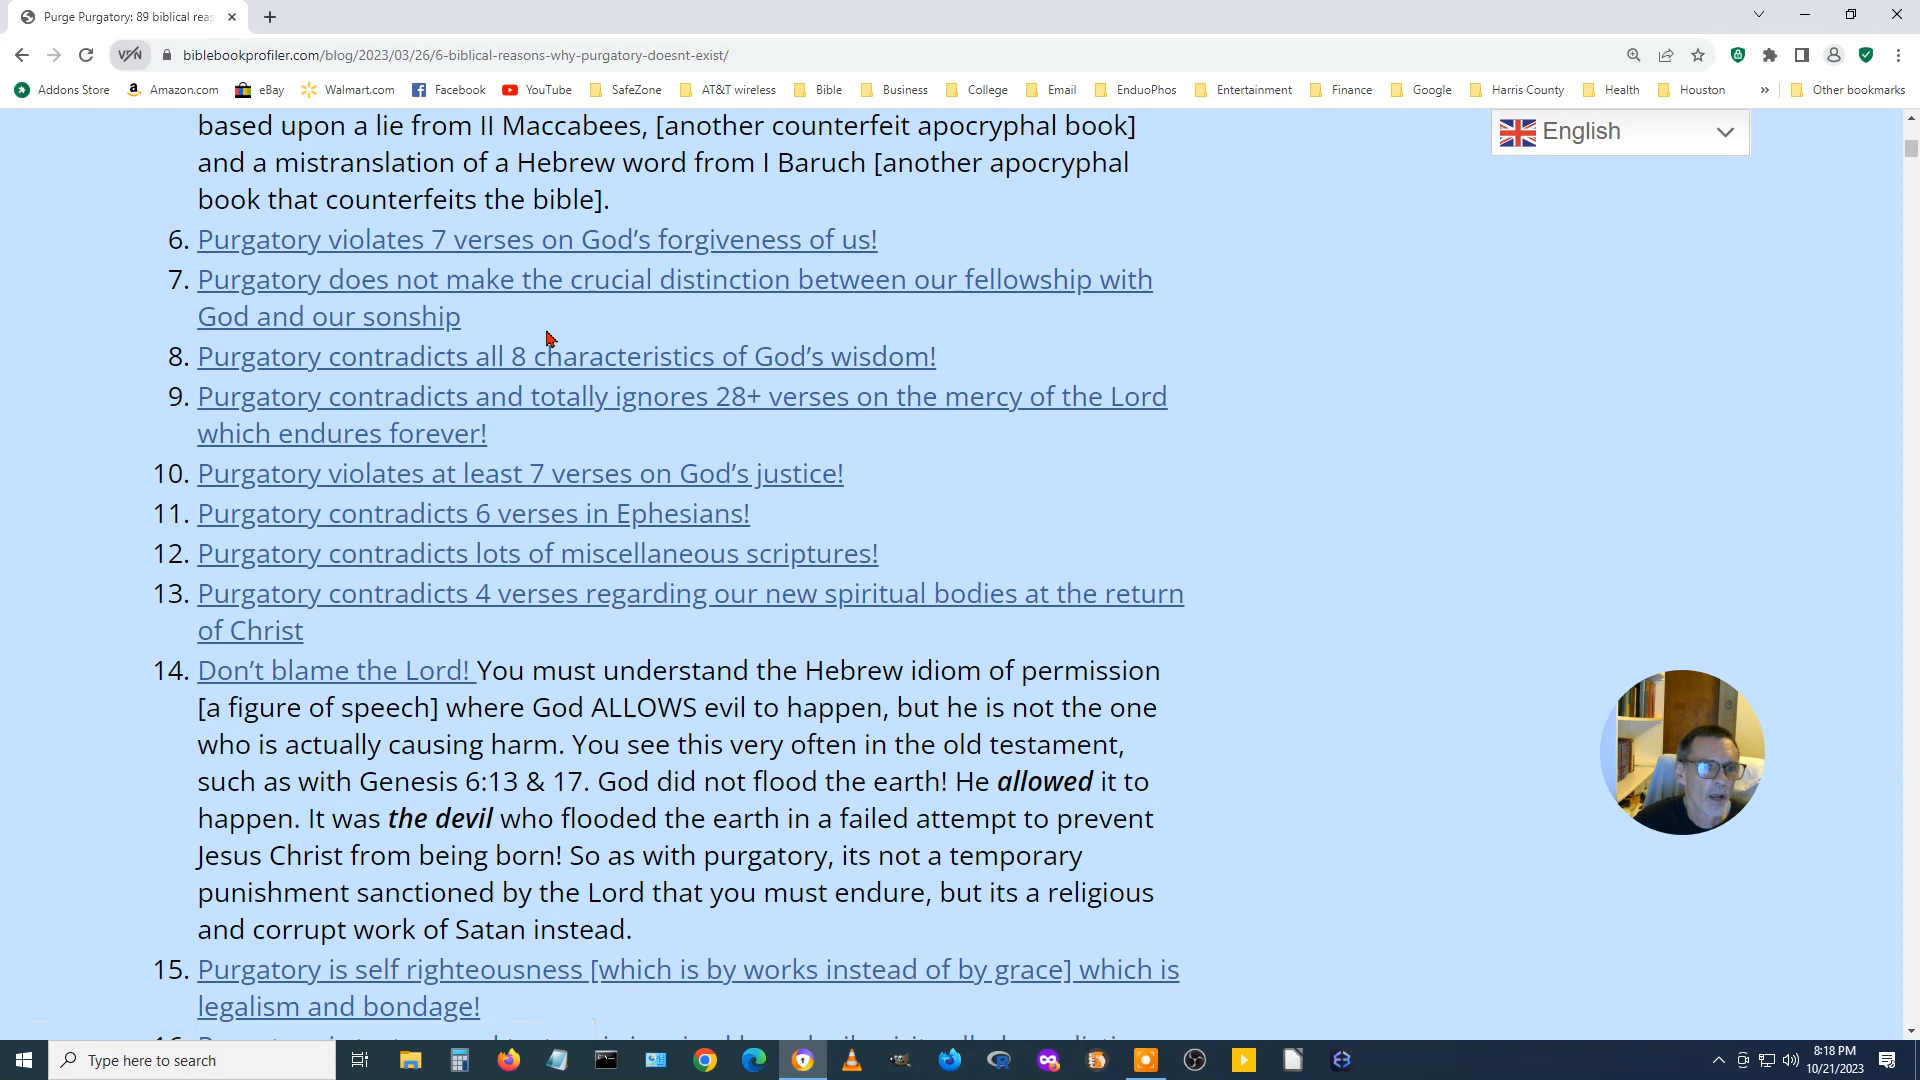 Purge Purgatory: 89 biblical reas
biblebookprofiler.com/blog/2023/03/26/6-biblical-reasons-why-purgatory-doesnt-exist/
VPN
Addons Store
Amazon.com
eBay
Walmart.com
Facebook
YouTube
SafeZone
AT&T wireless
Bible
Business
College
Email
EnduoPhos
Entertainment
Finance
Google
Harris County
Health
Houston
»
Other bookmarks
English
based upon a lie from II Maccabees, [another counterfeit apocryphal book]
and a mistranslation of a Hebrew word from I Baruch [another apocryphal
book that counterfeits the bible].
6. Purgatory violates 7 verses on God’s forgiveness of us!
7. Purgatory does not make the crucial distinction between our fellowship with
God and our sonship
8. Purgatory contradicts all 8 characteristics of God’s wisdom!
9. Purgatory contradicts and totally ignores 28+ verses on the mercy of the Lord
which endures forever!
10. Purgatory violates at least 7 verses on God’s justice!
11. Purgatory contradicts 6 verses in Ephesians!
12. Purgatory contradicts lots of miscellaneous scriptures!
13. Purgatory contradicts 4 verses regarding our new spiritual bodies at the return
of Christ
14. Don’t blame the Lord! You must understand the Hebrew idiom of permission
[a figure of speech] where God ALLOWS evil to happen, but he is not the one
who is actually causing harm. You see this very often in the old testament,
such as with Genesis 6:13 & 17. God did not flood the earth! He allowed it to
happen. It was the devil who flooded the earth in a failed attempt to prevent
Jesus Christ from being born! So as with purgatory, its not a temporary
punishment sanctioned by the Lord that you must endure, but its a religious
and corrupt work of Satan instead.
15. Purgatory is self righteousness [which is by works instead of by grace] which is
legalism and bondage!
Type here to search
8:18 PM
10/21/2023